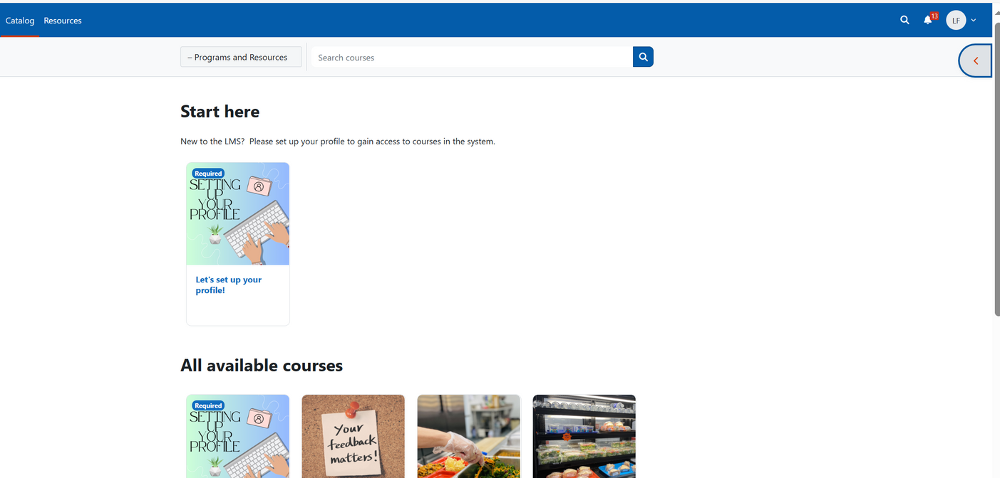 Catalog Resources
13
LF
– Programs and Resources
Search courses
Start here
New to the LMS?  Please set up your profile to gain access to courses in the system.
Required
SETTING
UP
YOUR
PROFILE
Let's set up your
profile!
All available courses
Required
SETTING
UP
YOUR
PROFILE
Your
feedback
matters!